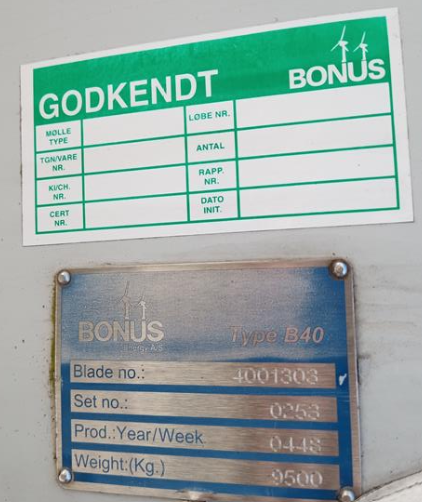 GODKENDT
BONUS
MØLLE TYPE
LØBE NR.
TGN/VARE NR.
ANTAL
KI/CH. NR.
RAPP. NR.
CERT NR.
DATO INIT.
BONUS
Type B40
Blade no.: 4001303
Set no.: 0253
Prod.:Year/Week. 0448
Weight:(Kg.) 9500